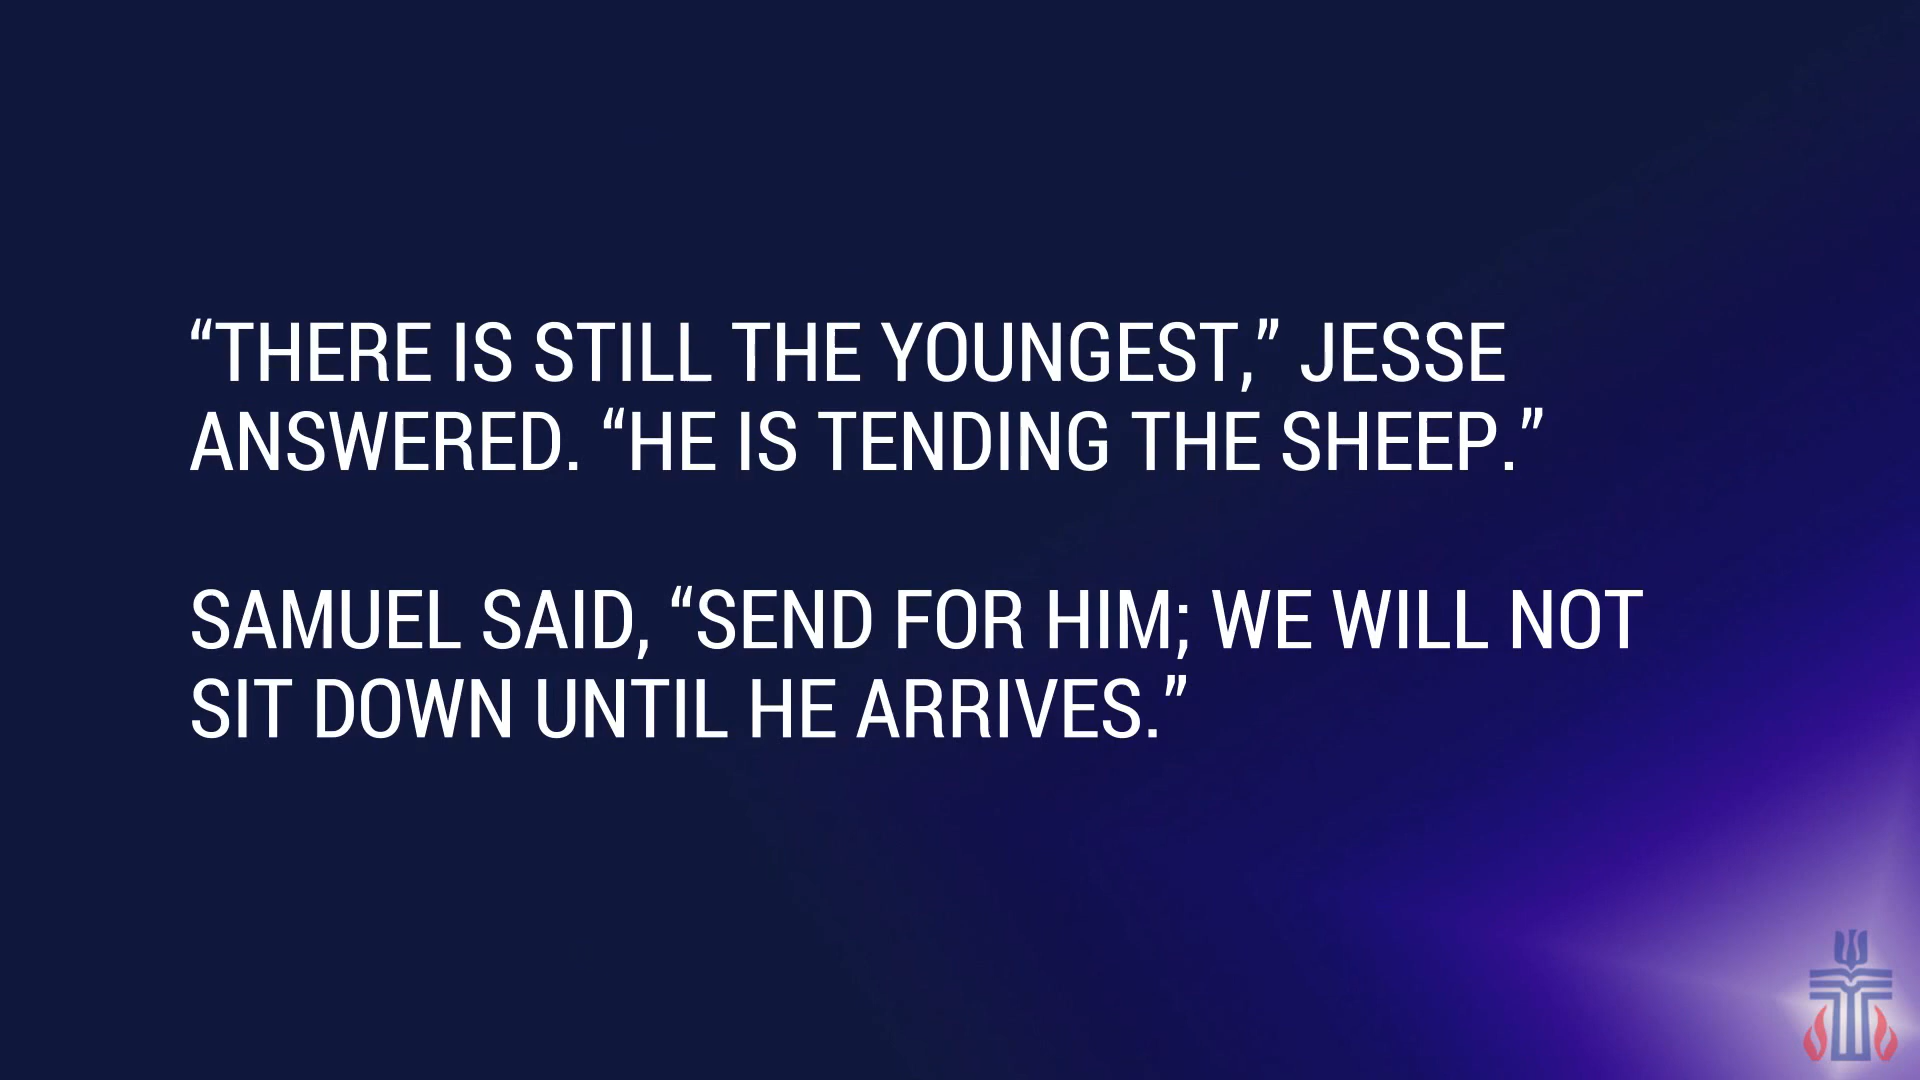 “THERE IS STILL THE YOUNGEST,” JESSE
ANSWERED. “HE IS TENDING THE SHEEP.”
SAMUEL SAID, “SEND FOR HIM; WE WILL NOT
SIT DOWN UNTIL HE ARRIVES.”